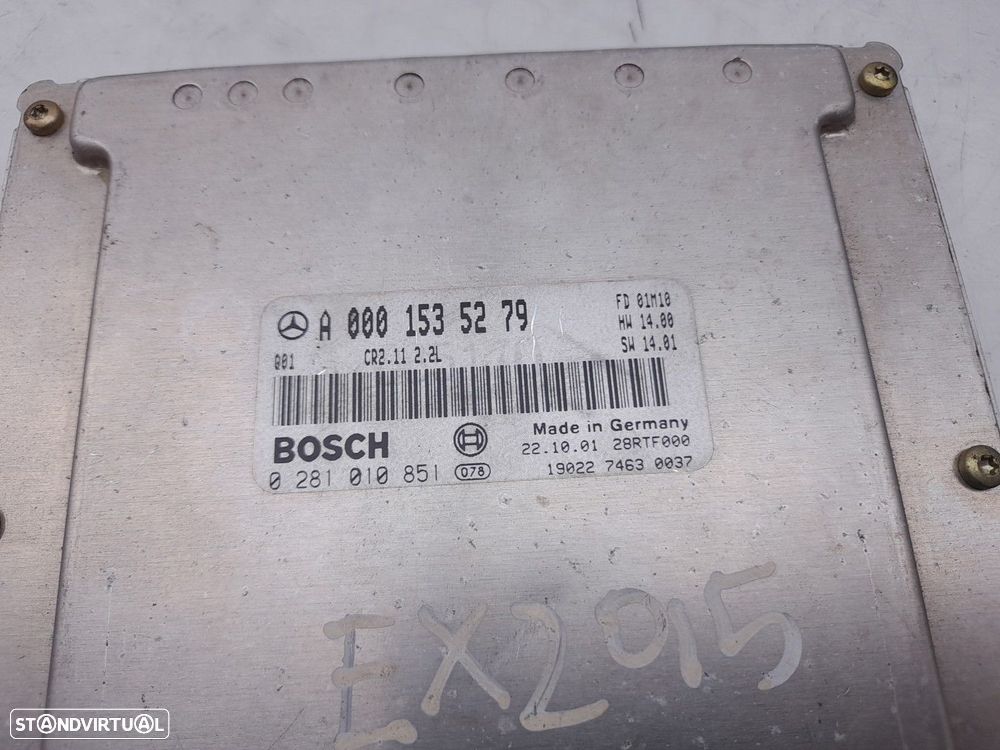 A 000 153 52 79
FD 01M10
HW 14.00
Q01 CR2.11 2.2L
SW 14.01
BOSCH
Made in Germany
22.10.01 28RTF000
0 281 010 851 078
19022 7463 0037
EX2015
STANDVIRTUAL